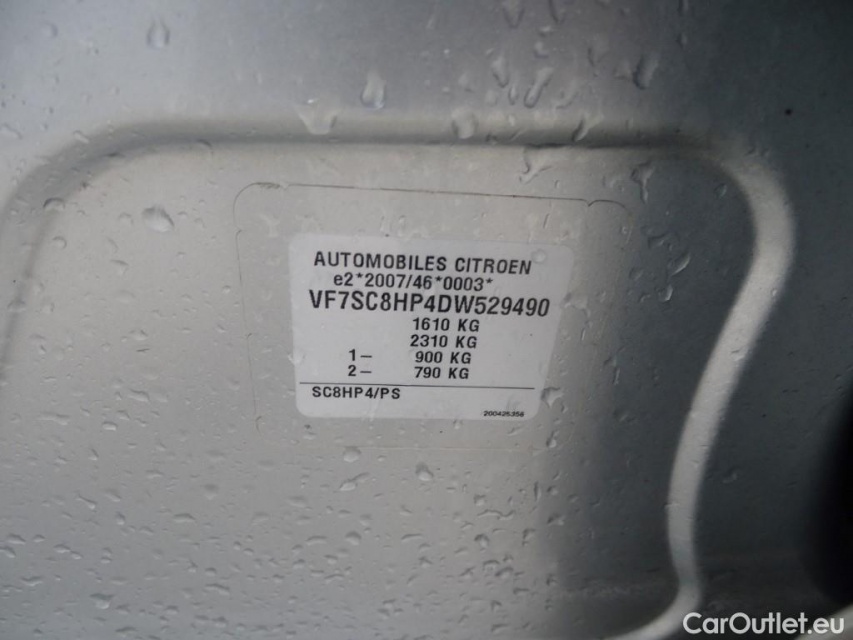 AUTOMOBILES CITROEN
e2*2007/46*0003*
VF7SC8HP4DW529490
1610 KG
2310 KG
1- 900 KG
2- 790 KG
SC8HP4/PS
200425358
CarOutlet.eu